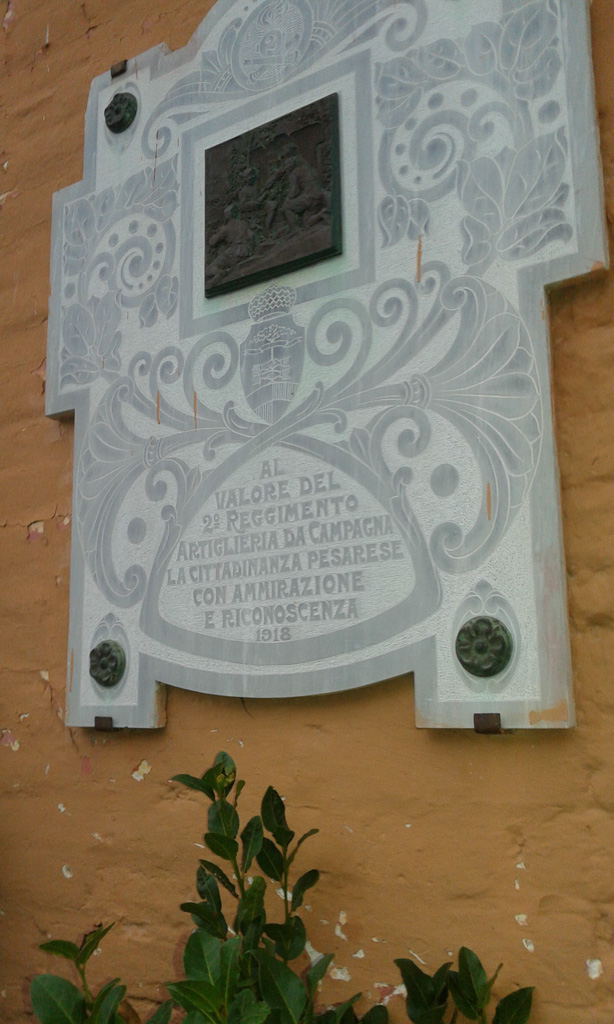 AL
VALORE DEL
2º REGGIMENTO
ARTIGLIERIA DA CAMPAGNA
LA CITTADINANZA PESARESE
CON AMMIRAZIONE
E RICONOSCENZA
1918